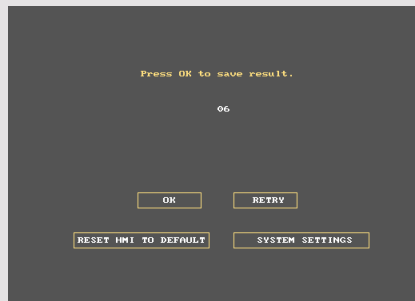 Press OK to save result.
06
OK
RETRY
RESET HMI TO DEFAULT
SYSTEM SETTINGS